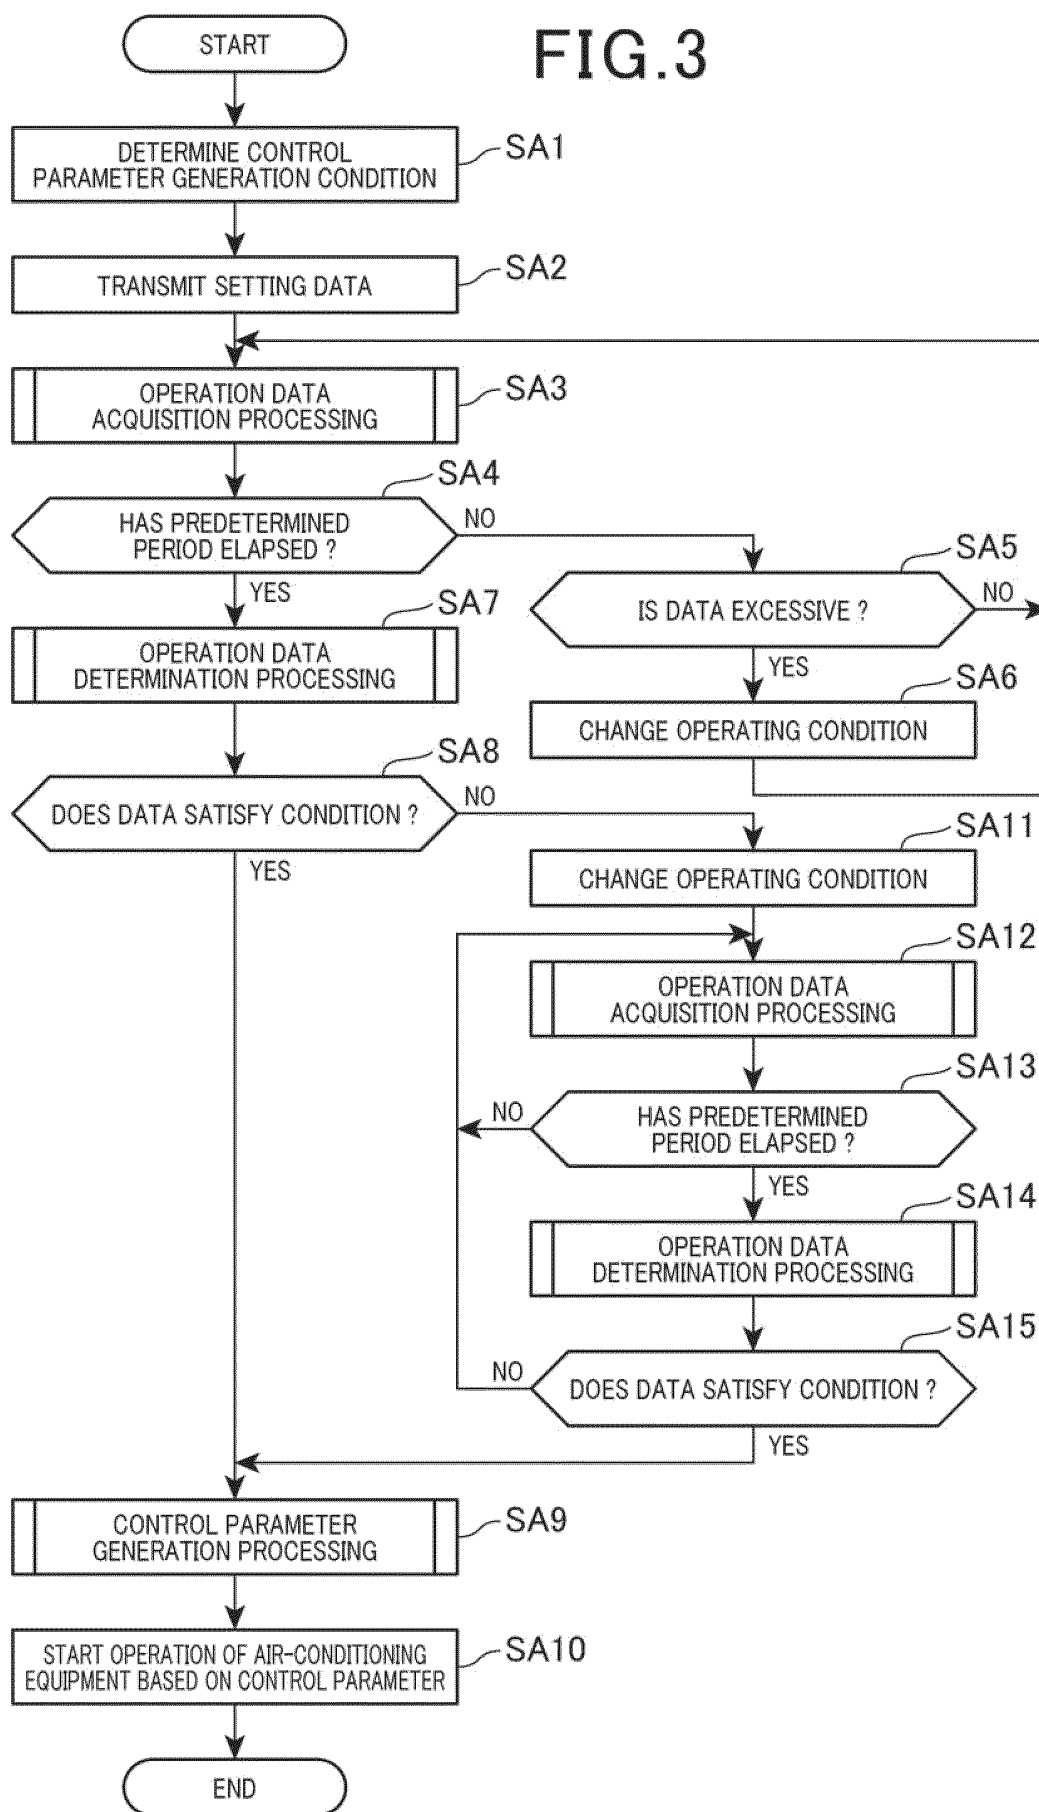 FIG.3
START
DETERMINE CONTROL
PARAMETER GENERATION CONDITION
SA1
TRANSMIT SETTING DATA
SA2
OPERATION DATA
ACQUISITION PROCESSING
SA3
SA4
HAS PREDETERMINED
PERIOD ELAPSED ?
NO
YES
SA5
IS DATA EXCESSIVE ?
NO
YES
SA6
CHANGE OPERATING CONDITION
SA7
OPERATION DATA
DETERMINATION PROCESSING
SA8
DOES DATA SATISFY CONDITION ?
NO
YES
SA11
CHANGE OPERATING CONDITION
SA12
OPERATION DATA
ACQUISITION PROCESSING
SA13
HAS PREDETERMINED
PERIOD ELAPSED ?
NO
YES
SA14
OPERATION DATA
DETERMINATION PROCESSING
SA15
DOES DATA SATISFY CONDITION ?
NO
YES
CONTROL PARAMETER
GENERATION PROCESSING
SA9
START OPERATION OF AIR-CONDITIONING
EQUIPMENT BASED ON CONTROL PARAMETER
SA10
END